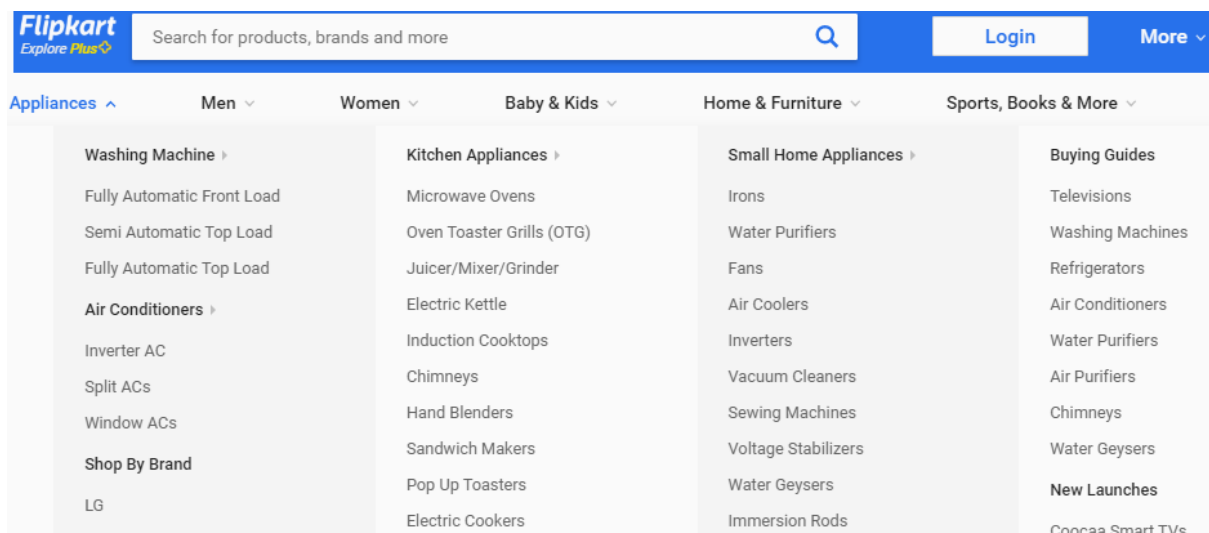 Flipkart
Explore Plus
Search for products, brands and more
Login
More
Appliances
Men
Women
Baby & Kids
Home & Furniture
Sports, Books & More
Washing Machine
Fully Automatic Front Load
Semi Automatic Top Load
Fully Automatic Top Load
Air Conditioners
Inverter AC
Split ACs
Window ACs
Shop By Brand
LG
Kitchen Appliances
Microwave Ovens
Oven Toaster Grills (OTG)
Juicer/Mixer/Grinder
Electric Kettle
Induction Cooktops
Chimneys
Hand Blenders
Sandwich Makers
Pop Up Toasters
Electric Cookers
Small Home Appliances
Irons
Water Purifiers
Fans
Air Coolers
Inverters
Vacuum Cleaners
Sewing Machines
Voltage Stabilizers
Water Geysers
Immersion Rods
Buying Guides
Televisions
Washing Machines
Refrigerators
Air Conditioners
Water Purifiers
Air Purifiers
Chimneys
Water Geysers
New Launches
Coocaa Smart TVs